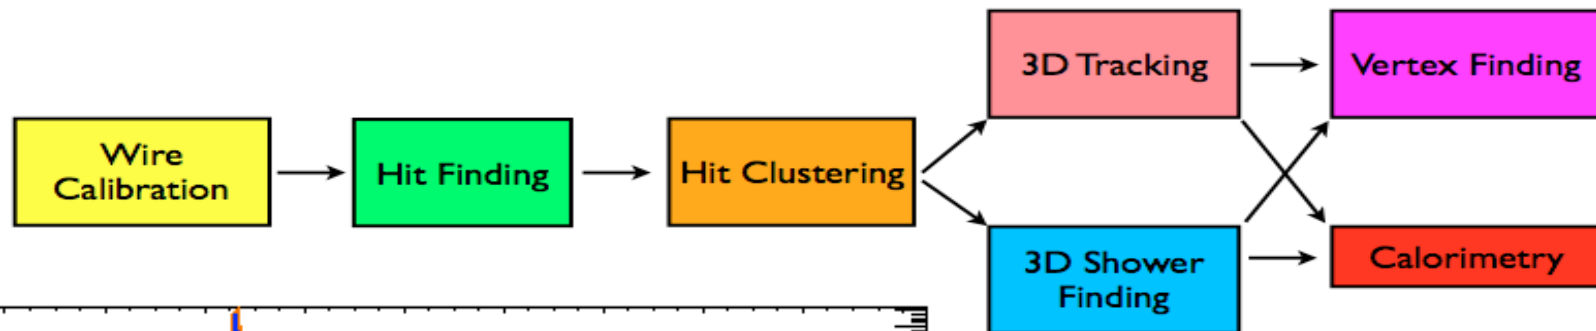 Wire
Calibration
Hit Finding
Hit Clustering
3D Tracking
Vertex Finding
3D Shower
Finding
Calorimetry